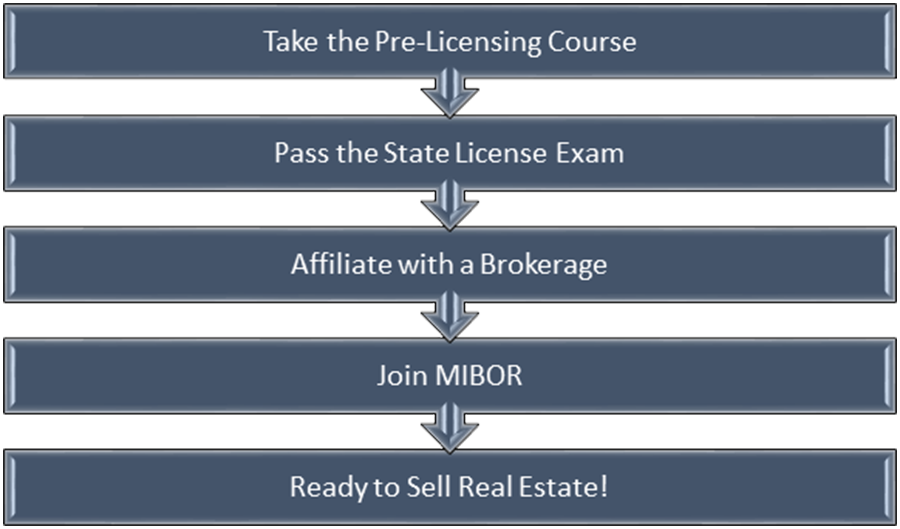 Take the Pre-Licensing Course
Pass the State License Exam
Affiliate with a Brokerage
Join MIBOR
Ready to Sell Real Estate!